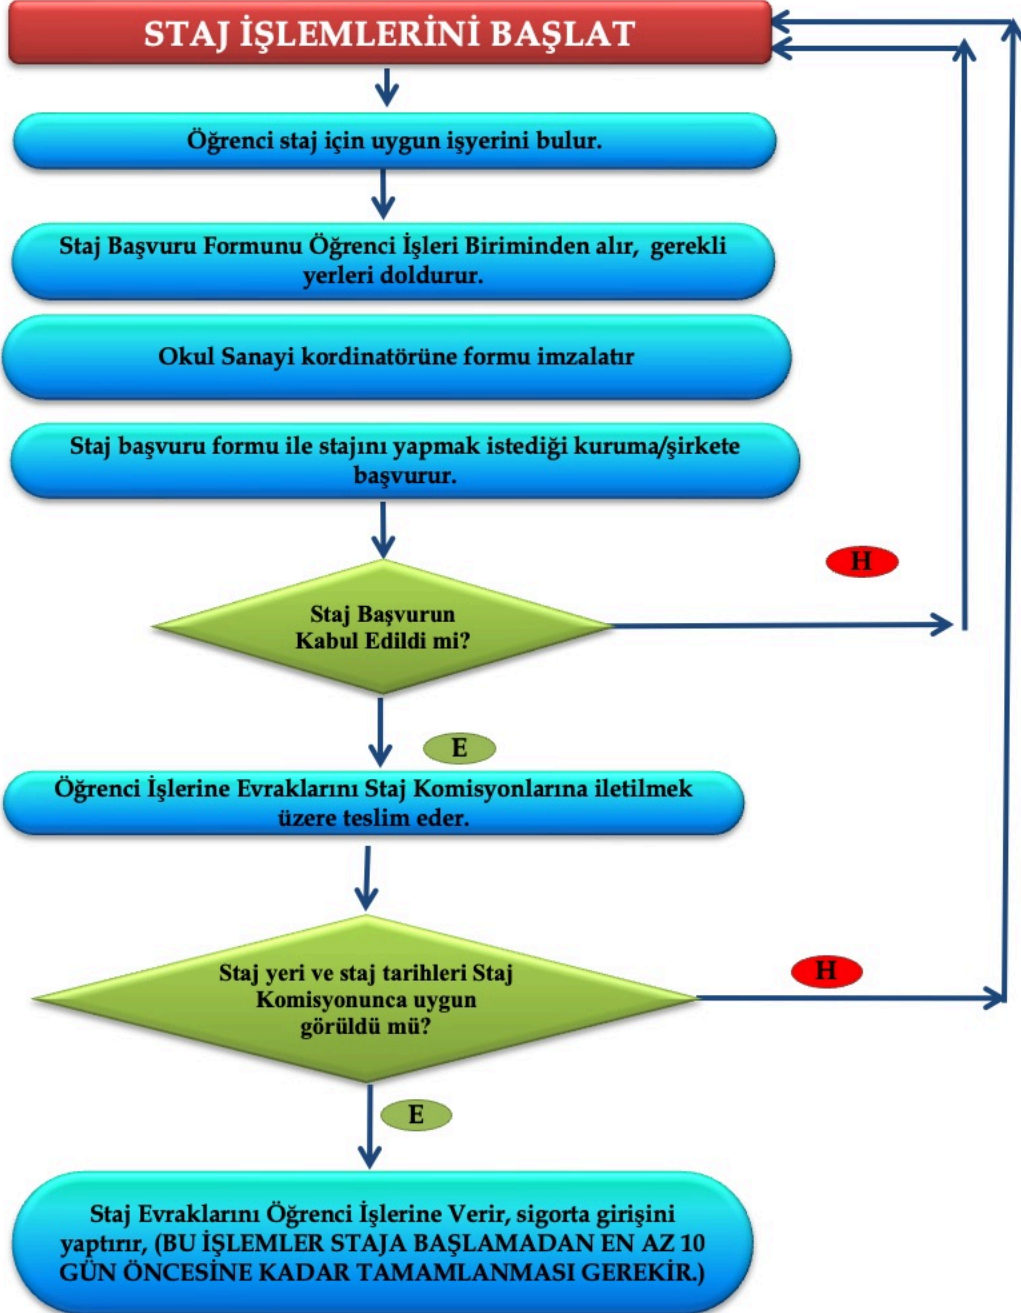 STAJ İŞLEMLERİNİ BAŞLAT
Öğrenci staj için uygun işyerini bulur.
Staj Başvuru Formunu Öğrenci İşleri Biriminden alır, gerekli
yerleri doldurur.
Okul Sanayi kordinatörüne formu imzalatır
Staj başvuru formu ile stajını yapmak istediği kuruma/şirkete
başvurur.
H
Staj Başvurun
Kabul Edildi mi?
E
Öğrenci İşlerine Evraklarını Staj Komisyonlarına iletilmek
üzere teslim eder.
Staj yeri ve staj tarihleri Staj
Komisyonunca uygun
görüldü mü?
H
E
Staj Evraklarını Öğrenci İşlerine Verir, sigorta girişini
yaptırır, (BU İŞLEMLER STAJA BAŞLAMADAN EN AZ 10
GÜN ÖNCESİNE KADAR TAMAMLANMASI GEREKİR.)